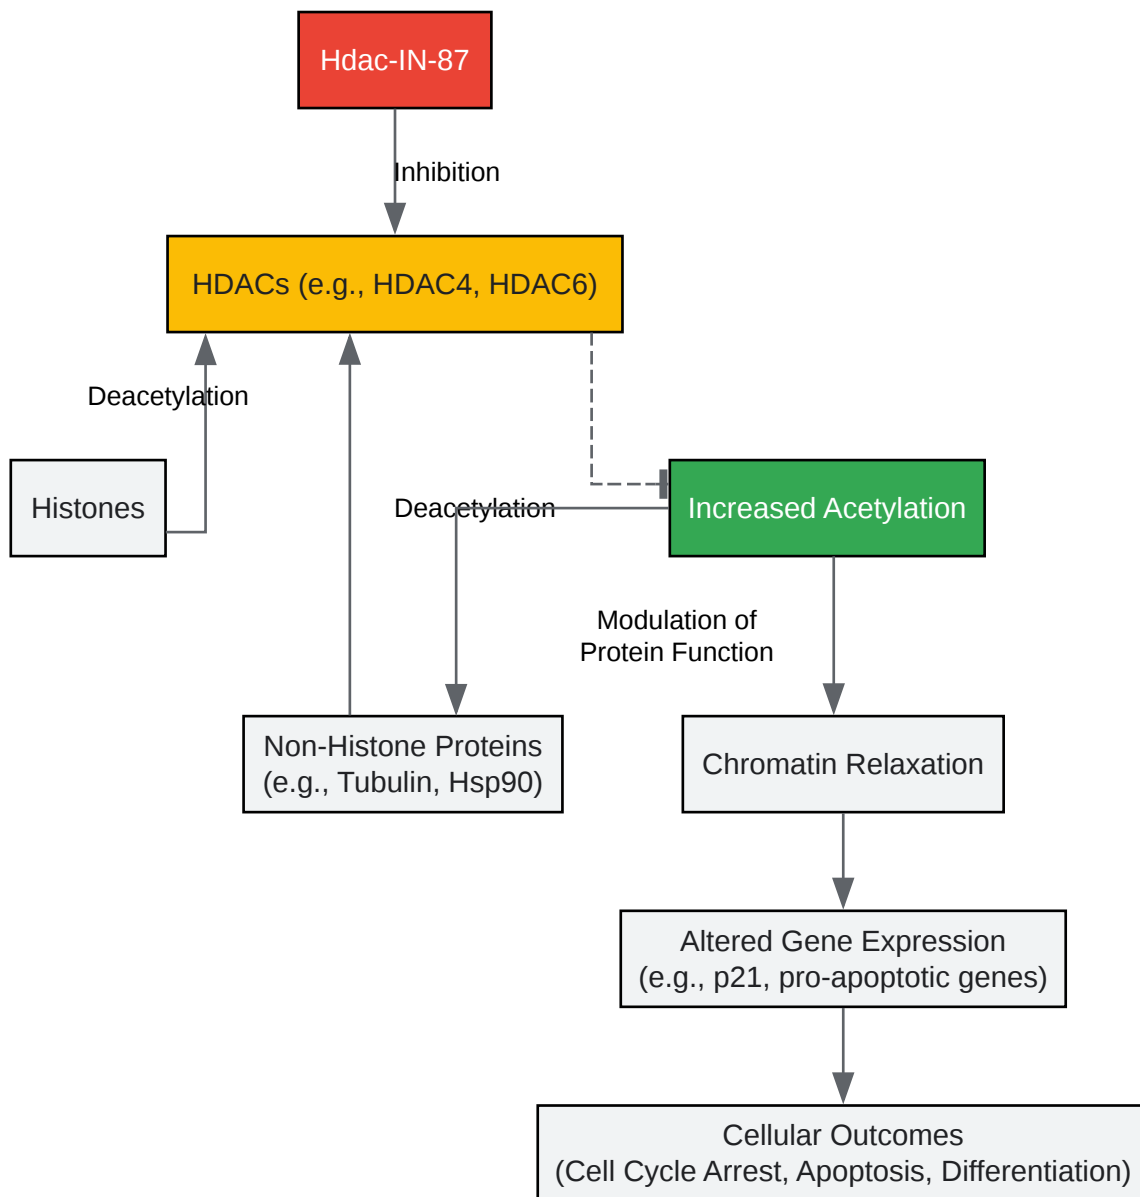 Hdac-IN-87
Inhibition
HDACs (e.g., HDAC4, HDAC6)
Deacetylation
Histones
Deacetylation
Increased Acetylation
Modulation of
Protein Function
Non-Histone Proteins
(e.g., Tubulin, Hsp90)
Chromatin Relaxation
Altered Gene Expression
(e.g., p21, pro-apoptotic genes)
Cellular Outcomes
(Cell Cycle Arrest, Apoptosis, Differentiation)